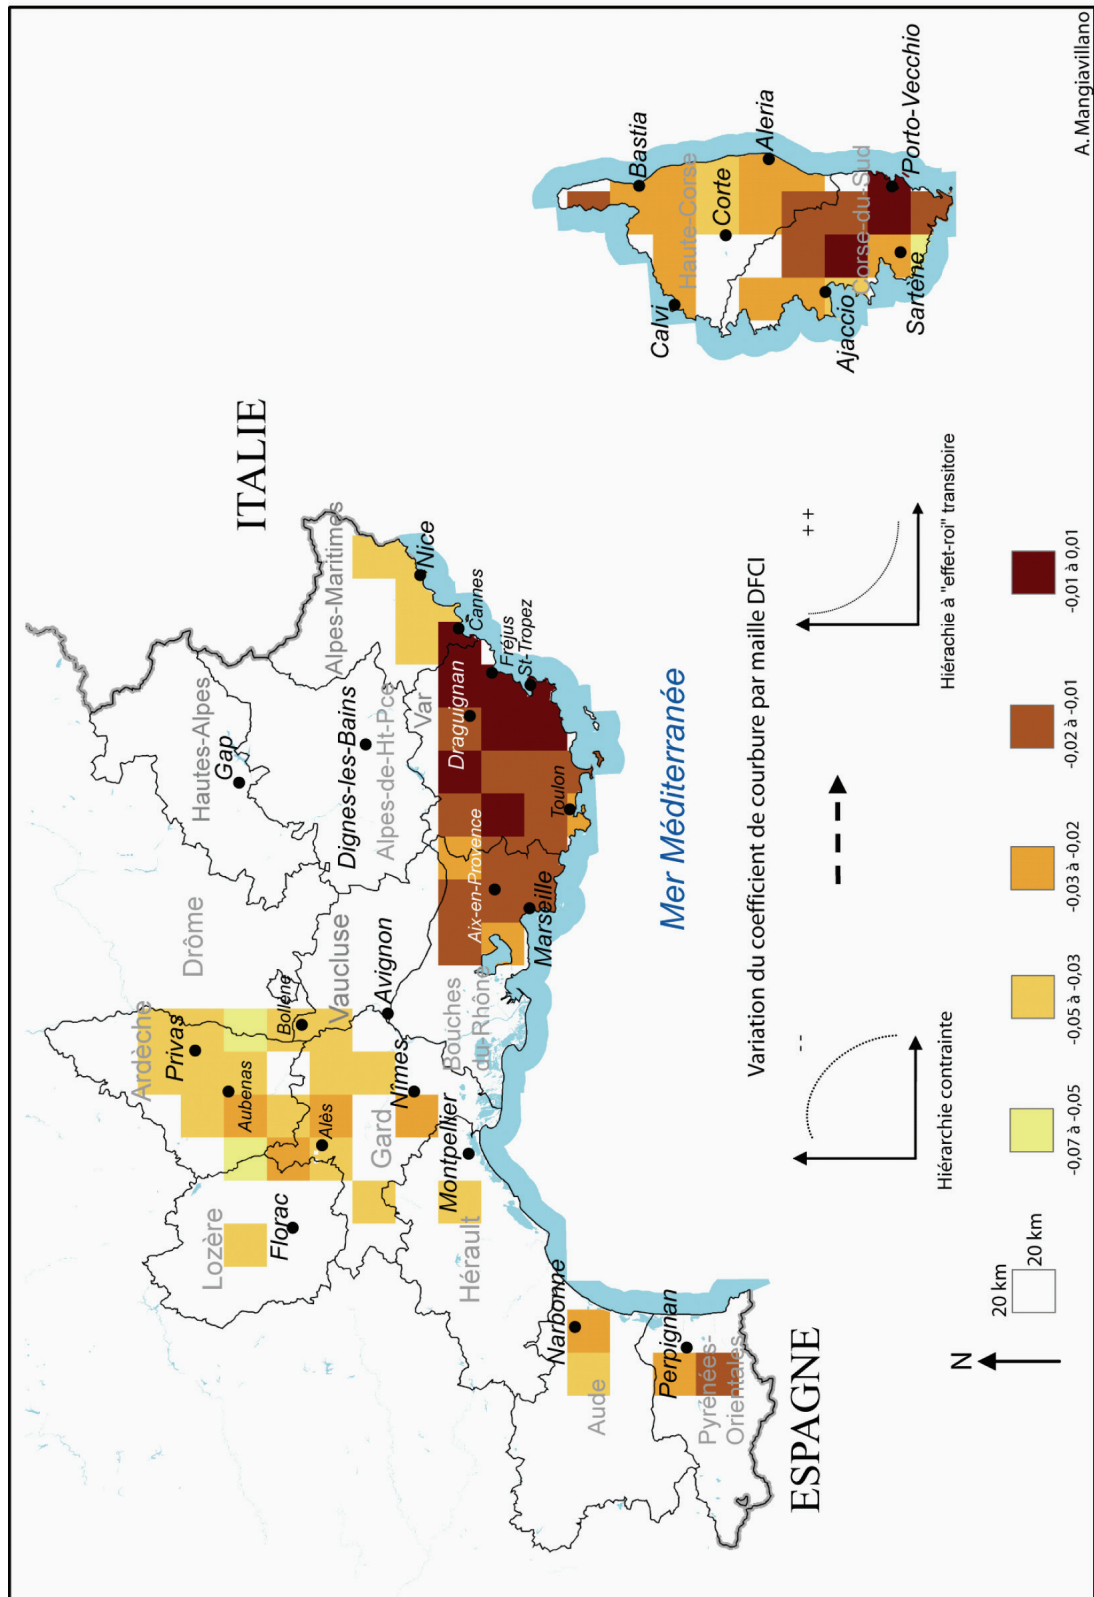 ITALIE
Hautes-Alpes
Gap
Drôme
Ardèche
Privas
Aubenas
Bollène
Lozère
Florac
Alès
Vaucluse
Avignon
Dignes-les-Bains
Alpes-de-Ht-Pce
Alpes-Maritimes
Nice
Cannes
Fréjus
St-Tropez
Var
Draguignan
Toulon
Aix-en-Provence
Marseille
Bouches
du-Rhône
Gard
Nîmes
Montpellier
Hérault
Narbonne
Aude
Perpignan
Pyrénées-
Orientales
ESPAGNE
Mer Méditerranée
Bastia
Haute-Corse
Calvi
Corte
Aleria
Ajaccio
Corse-du-Sud
Sartène
Porto-Vecchio
Variation du coefficient de courbure par maille DFCI
- -
+ +
Hiérarchie contrainte
Hiérachie à "effet-roi" transitoire
N
20 km
20 km
-0,07 à -0,05
-0,05 à -0,03
-0,03 à -0,02
-0,02 à -0,01
-0,01 à 0,01
A. Mangiavillano